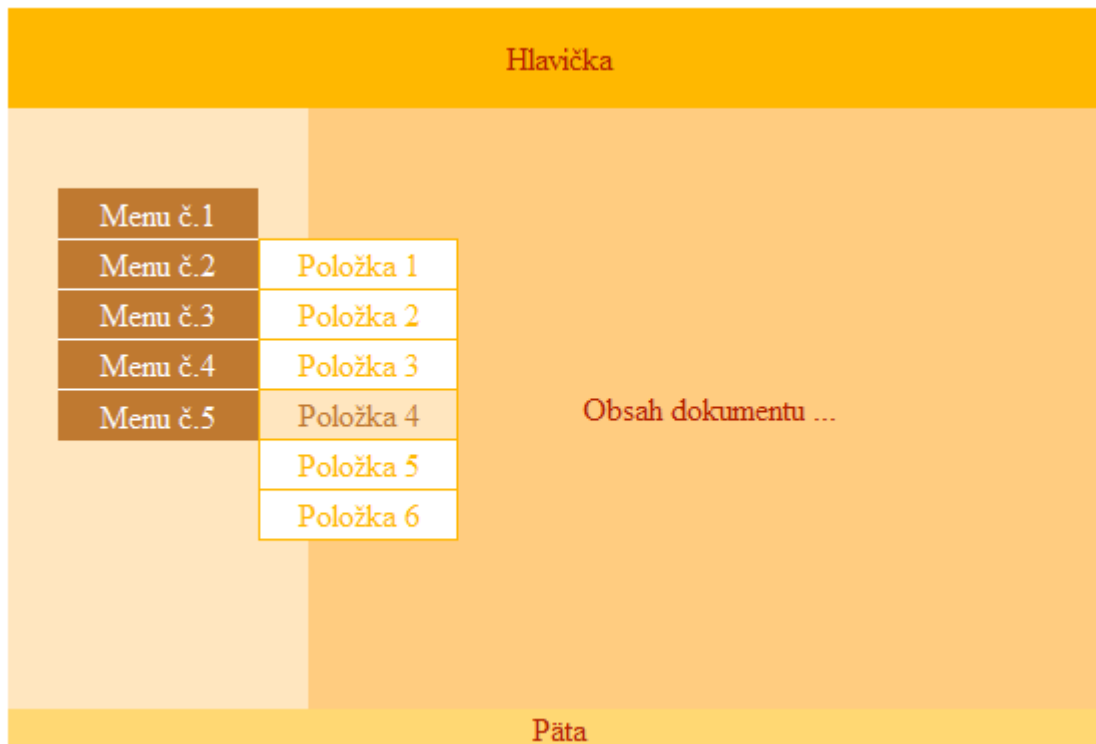 Hlavička
Menu č.1
Menu č.2
Menu č.3
Menu č.4
Menu č.5
Položka 1
Položka 2
Položka 3
Položka 4
Položka 5
Položka 6
Obsah dokumentu ...
Päta